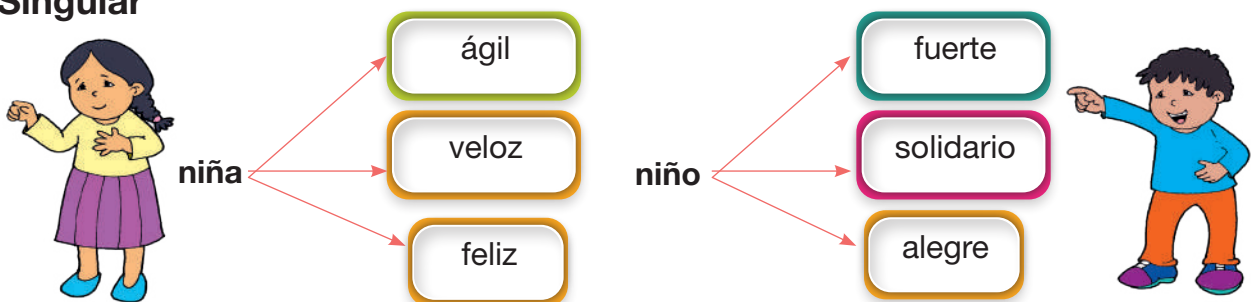 Singular
niña
ágil
veloz
feliz
niño
fuerte
solidario
alegre